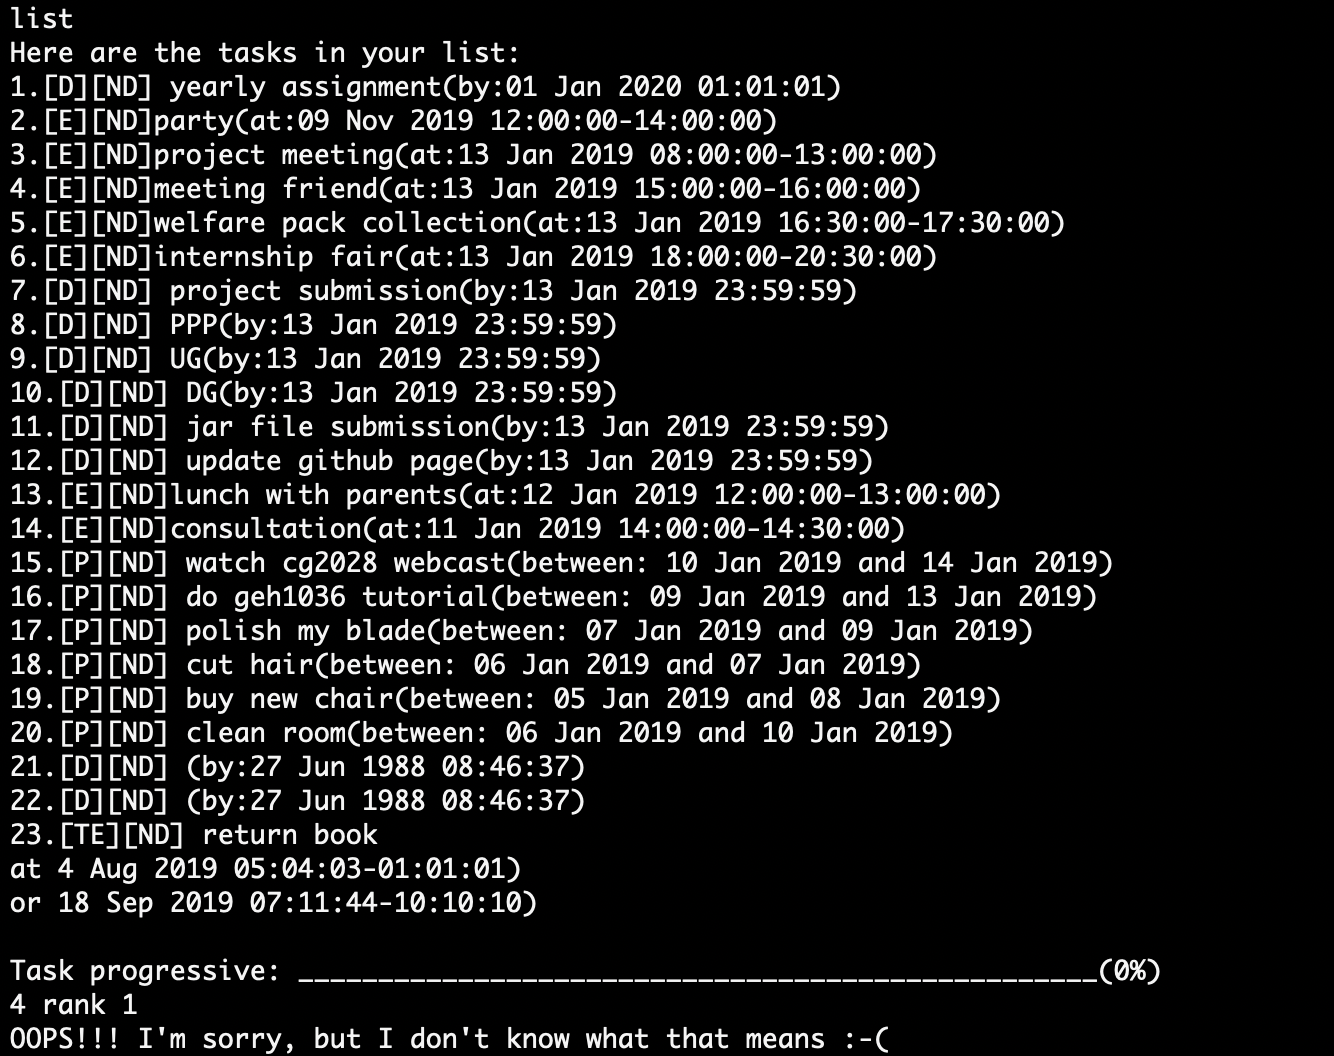 list
Here are the tasks in your list:
1.[D][ND] yearly assignment(by:01 Jan 2020 01:01:01)
2.[E][ND]party(at:09 Nov 2019 12:00:00-14:00:00)
3.[E][ND]project meeting(at:13 Jan 2019 08:00:00-13:00:00)
4.[E][ND]meeting friend(at:13 Jan 2019 15:00:00-16:00:00)
5.[E][ND]welfare pack collection(at:13 Jan 2019 16:30:00-17:30:00)
6.[E][ND]internship fair(at:13 Jan 2019 18:00:00-20:30:00)
7.[D][ND] project submission(by:13 Jan 2019 23:59:59)
8.[D][ND] PPP(by:13 Jan 2019 23:59:59)
9.[D][ND] UG(by:13 Jan 2019 23:59:59)
10.[D][ND] DG(by:13 Jan 2019 23:59:59)
11.[D][ND] jar file submission(by:13 Jan 2019 23:59:59)
12.[D][ND] update github page(by:13 Jan 2019 23:59:59)
13.[E][ND]lunch with parents(at:12 Jan 2019 12:00:00-13:00:00)
14.[E][ND]consultation(at:11 Jan 2019 14:00:00-14:30:00)
15.[P][ND] watch cg2028 webcast(between: 10 Jan 2019 and 14 Jan 2019)
16.[P][ND] do geh1036 tutorial(between: 09 Jan 2019 and 13 Jan 2019)
17.[P][ND] polish my blade(between: 07 Jan 2019 and 09 Jan 2019)
18.[P][ND] cut hair(between: 06 Jan 2019 and 07 Jan 2019)
19.[P][ND] buy new chair(between: 05 Jan 2019 and 08 Jan 2019)
20.[P][ND] clean room(between: 06 Jan 2019 and 10 Jan 2019)
21.[D][ND] (by:27 Jun 1988 08:46:37)
22.[D][ND] (by:27 Jun 1988 08:46:37)
23.[TE][ND] return book
at 4 Aug 2019 05:04:03-01:01:01)
or 18 Sep 2019 07:11:44-10:10:10)
Task progressive: __________________________________________________(0%)
4 rank 1
OOPS!!! I'm sorry, but I don't know what that means :-(